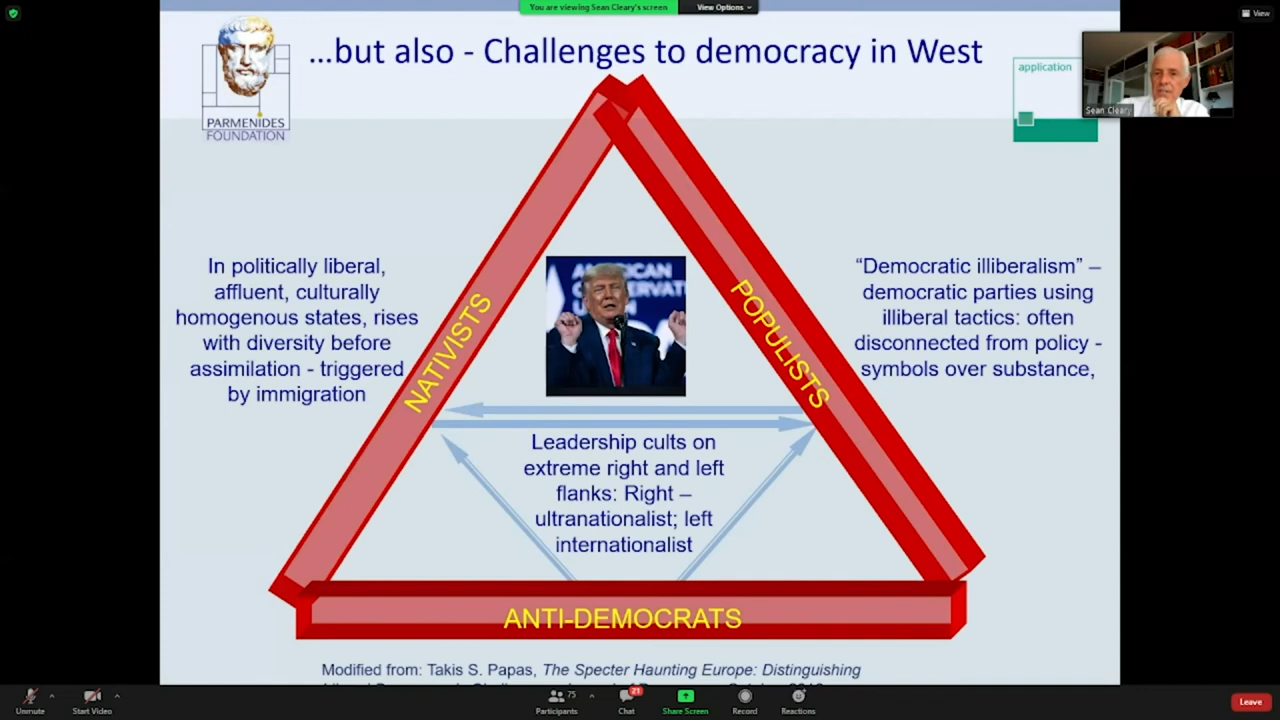 You are viewing Sean Cleary's screen
View Options
View
…but also - Challenges to democracy in West
PARMENIDES
FOUNDATION
application
Sean Cleary
In politically liberal,
affluent, culturally
homogenous states, rises
with diversity before
assimilation - triggered
by immigration
NATIVISTS
AMERICAN
CONSERVAT
UNION
POPULISTS
“Democratic illiberalism” –
democratic parties using
illiberal tactics: often
disconnected from policy -
symbols over substance,
Leadership cults on
extreme right and left
flanks: Right –
ultranationalist; left
internationalist
ANTI-DEMOCRATS
Modified from: Takis S. Papas, The Specter Haunting Europe: Distinguishing
Unmute
Start Video
75
Participants
21
Chat
Share Screen
Record
Reactions
Leave